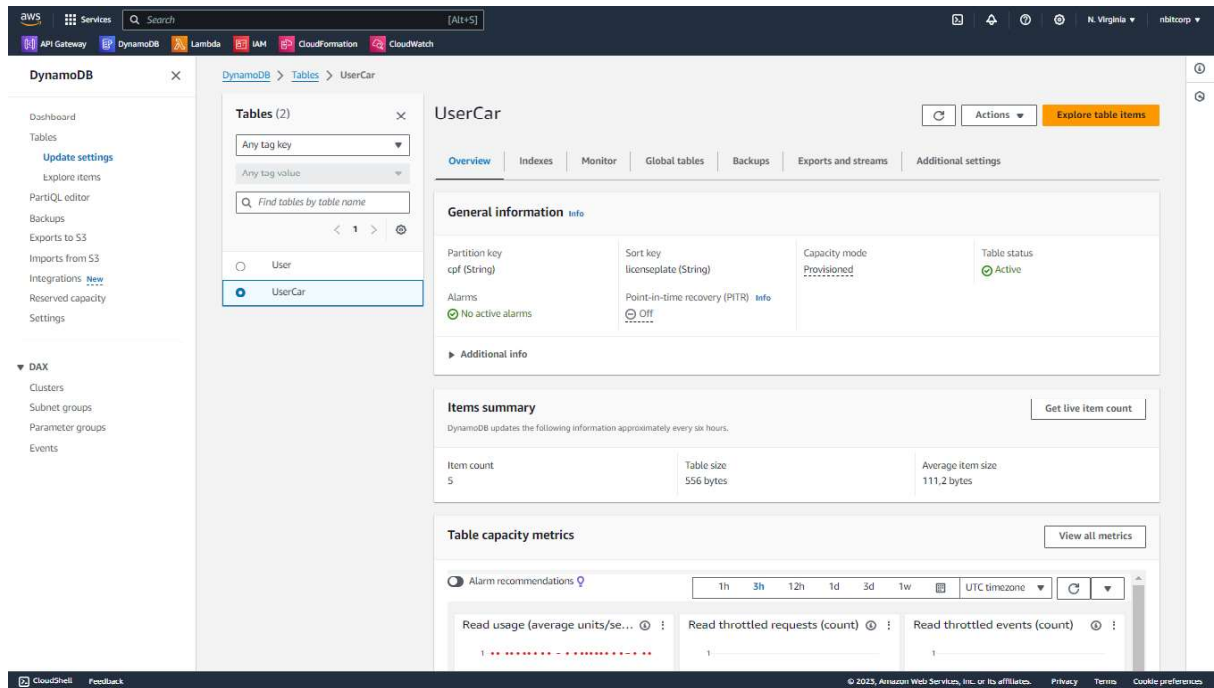 aws Services Search [Alt+S] N. Virginia nbitcorp
API Gateway DynamoDB Lambda IAM CloudFormation CloudWatch
DynamoDB
Dashboard
Tables
Update settings
Explore items
PartiQL editor
Backups
Exports to S3
Imports from S3
Integrations New
Reserved capacity
Settings
DAX
Clusters
Subnet groups
Parameter groups
Events
DynamoDB > Tables > UserCar
Tables (2)
Any tag key
Any tag value
Find tables by table name
< 1 >
User
UserCar
UserCar
Actions Explore table items
Overview Indexes Monitor Global tables Backups Exports and streams Additional settings
General information Info
Partition key
cpf (String)
Sort key
licenseplate (String)
Capacity mode
Provisioned
Table status
Active
Alarms
No active alarms
Point-in-time recovery (PITR) Info
Off
Additional info
Items summary
Get live item count
DynamoDB updates the following information approximately every six hours.
Item count
5
Table size
556 bytes
Average item size
111,2 bytes
Table capacity metrics
View all metrics
Alarm recommendations
1h 3h 12h 1d 3d 1w UTC timezone
Read usage (average units/se...
1
Read throttled requests (count)
1
Read throttled events (count)
1
CloudShell Feedback © 2023, Amazon Web Services, Inc. or its affiliates. Privacy Terms Cookie preferences